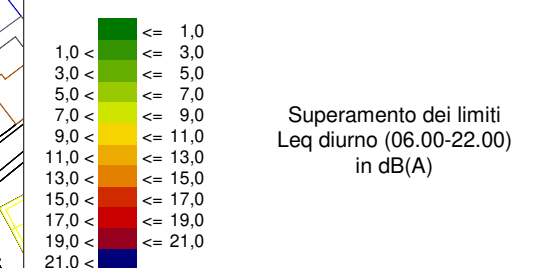 <= 1,0
1,0 < <= 3,0
3,0 < <= 5,0
5,0 < <= 7,0
7,0 < <= 9,0
9,0 < <= 11,0
11,0 < <= 13,0
13,0 < <= 15,0
15,0 < <= 17,0
17,0 < <= 19,0
19,0 < <= 21,0
21,0 <
Superamento dei limiti
Leq diurno (06.00-22.00)
in dB(A)